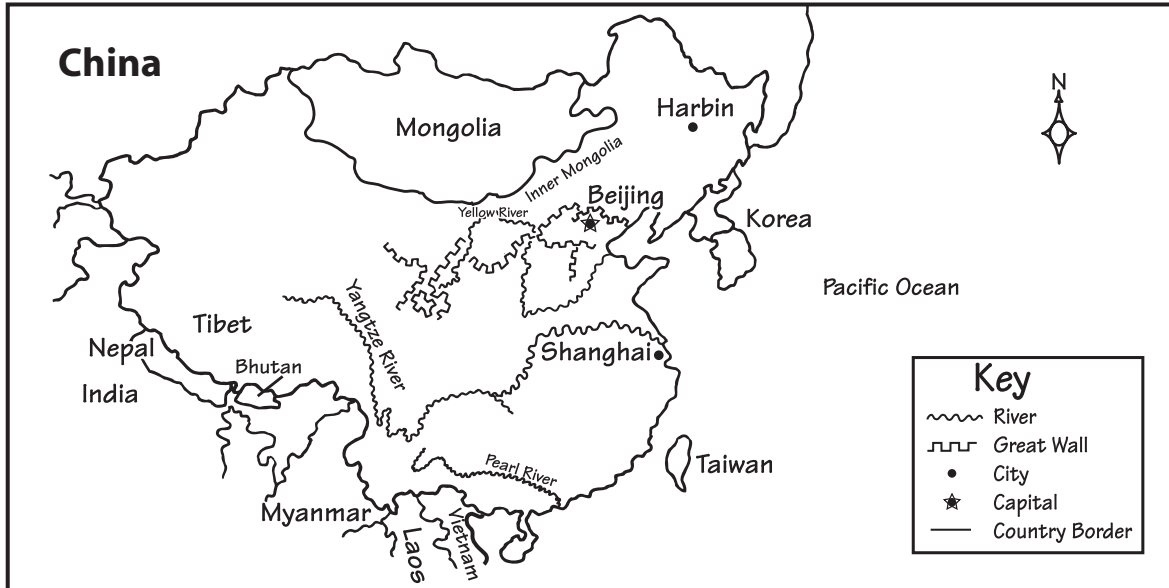 China
N
Harbin
Mongolia
Inner Mongolia
Beijing
Yellow River
Korea
Pacific Ocean
Yangtze River
Tibet
Nepal
Bhutan
Shanghai
India
Key
River
Great Wall
City
Capital
Country Border
Taiwan
Pearl River
Myanmar
Laos
Vietnam